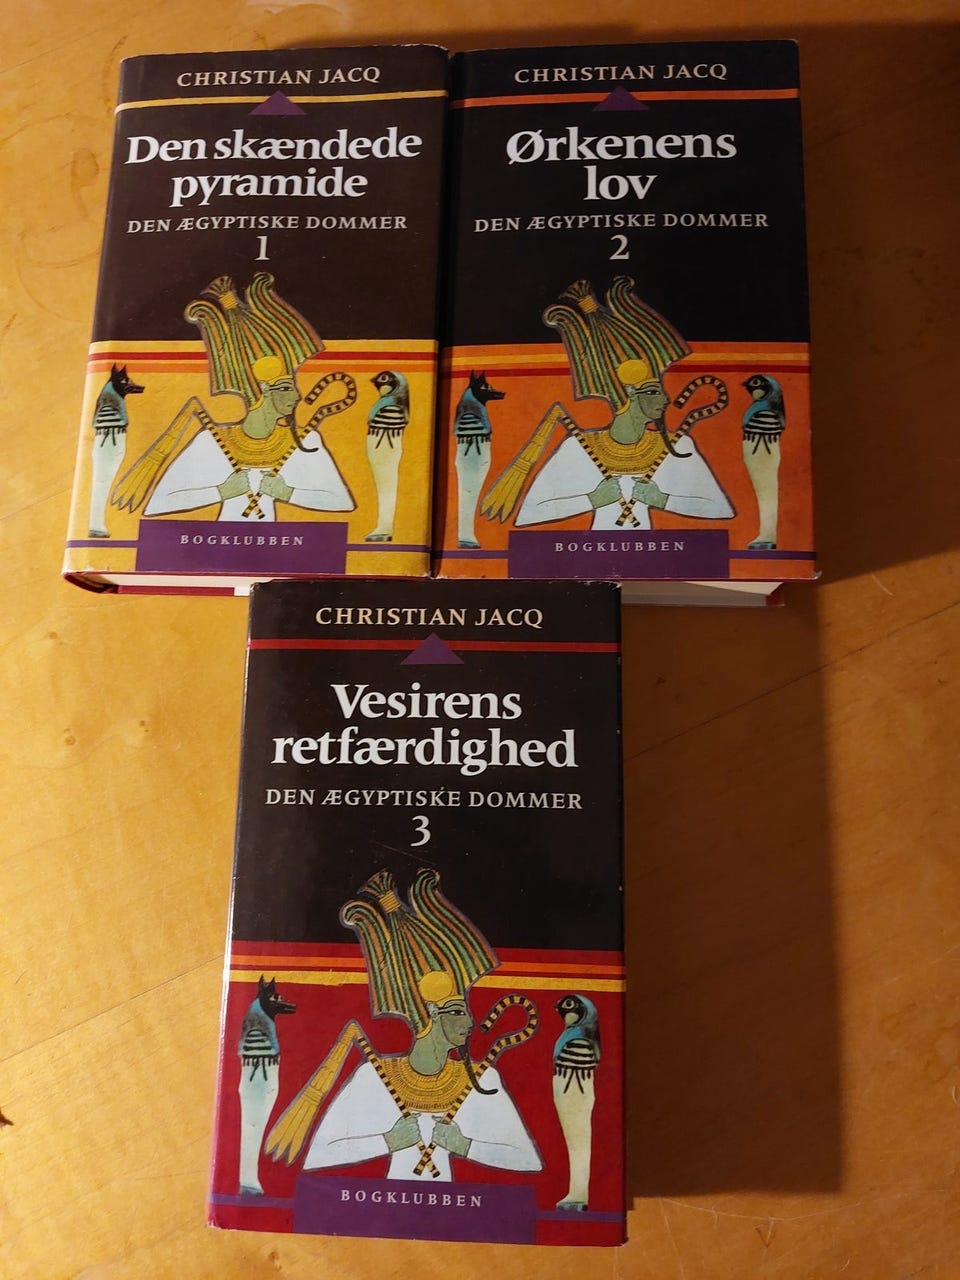 CHRISTIAN JACQ
Den skændede
pyramide
DEN ÆGYPTISKE DOMMER
1
BOGKLUBBEN
CHRISTIAN JACQ
Ørkenens
lov
DEN ÆGYPTISKE DOMMER
2
BOGKLUBBEN
CHRISTIAN JACQ
Vesirens
retfærdighed
DEN ÆGYPTISKE DOMMER
3
BOGKLUBBEN